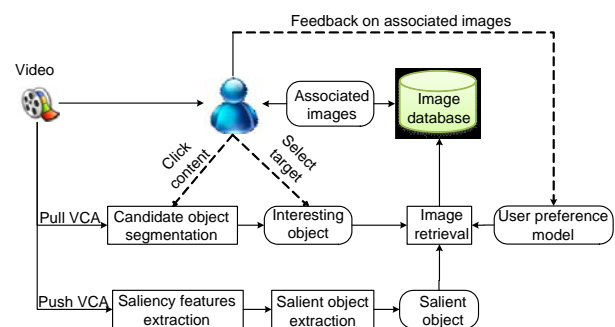 Feedback on associated images
Video
Associated
images
Image
database
Click
content
Select
target
Pull VCA
Candidate object
segmentation
Interesting
object
Image
retrieval
User preference
model
Push VCA
Saliency features
extraction
Salient object
extraction
Salient
object